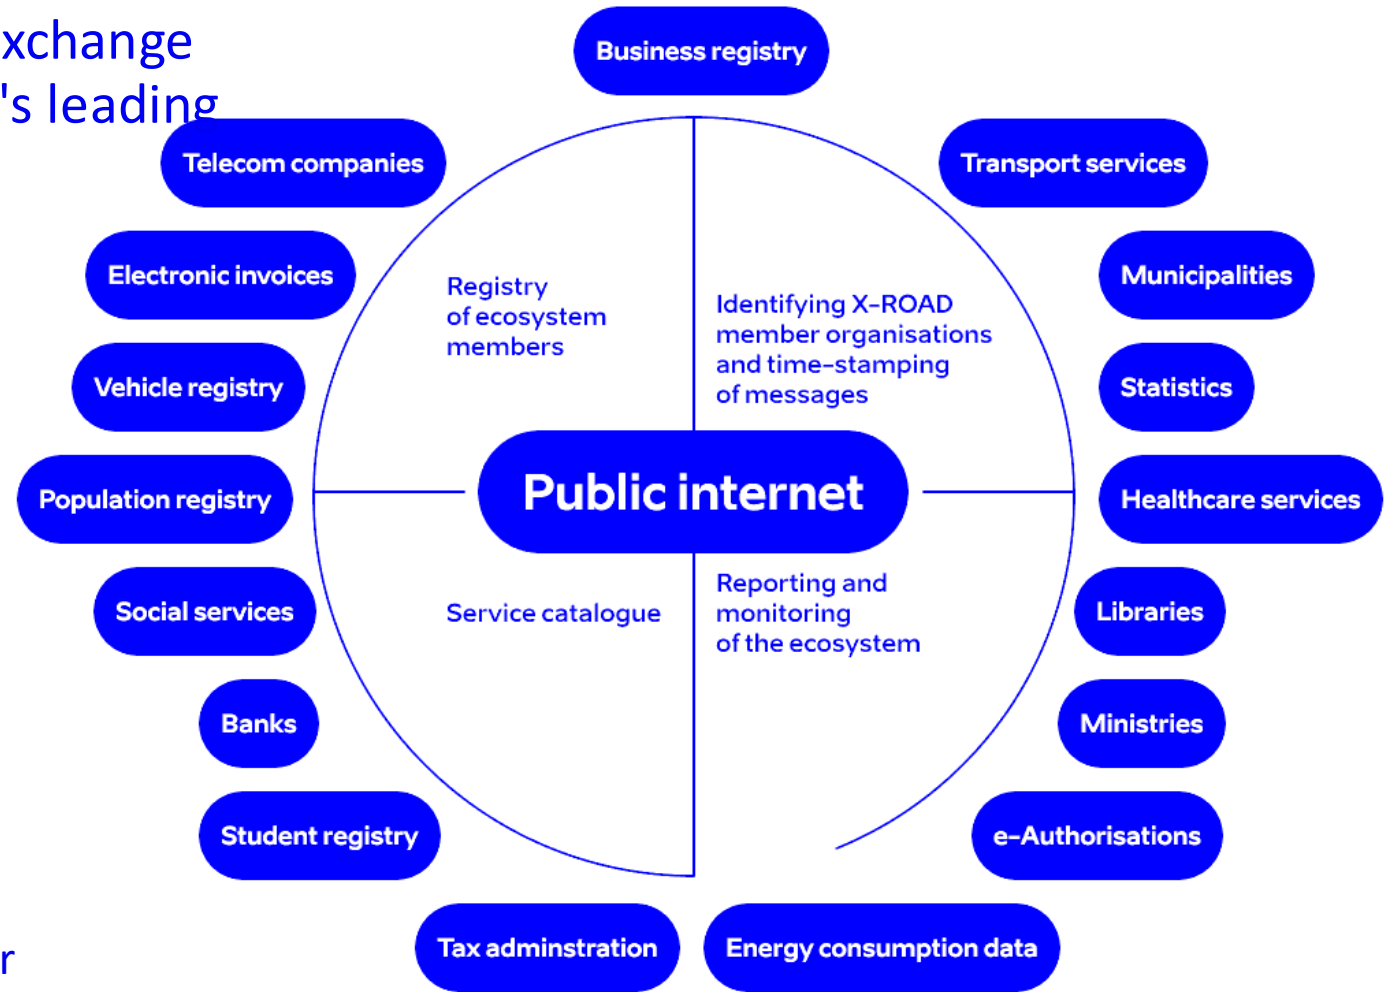 xchange
's leading
Business registry
Telecom companies
Transport services
Electronic invoices
Municipalities
Registry
of ecosystem
members
Identifying X-ROAD
member organisations
and time-stamping
of messages
Vehicle registry
Statistics
Population registry
Public internet
Healthcare services
Social services
Service catalogue
Reporting and
monitoring
of the ecosystem
Libraries
Banks
Ministries
Student registry
e-Authorisations
Tax adminstration
Energy consumption data
r